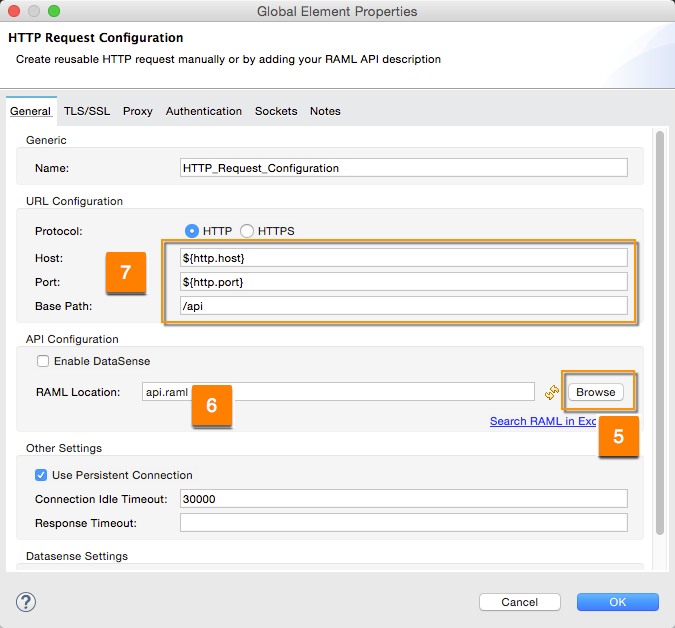 Global Element Properties
HTTP Request Configuration
Create reusable HTTP request manually or by adding your RAML API description
General TLS/SSL Proxy Authentication Sockets Notes
Generic
Name: HTTP_Request_Configuration
URL Configuration
Protocol: HTTP HTTPS
Host: ${http.host}
7
Port: ${http.port}
Base Path: /api
API Configuration
Enable DataSense
RAML Location: api.raml Browse
6
Search RAML in Exc
5
Other Settings
Use Persistent Connection
Connection Idle Timeout: 30000
Response Timeout:
Datasense Settings
? Cancel OK